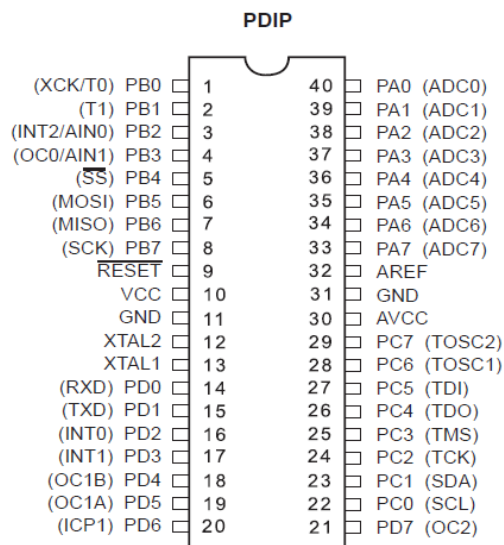 PDIP
(XCK/T0) PB0 1 40 PA0 (ADC0)
(T1) PB1 2 39 PA1 (ADC1)
(INT2/AIN0) PB2 3 38 PA2 (ADC2)
(OC0/AIN1) PB3 4 37 PA3 (ADC3)
(SS) PB4 5 36 PA4 (ADC4)
(MOSI) PB5 6 35 PA5 (ADC5)
(MISO) PB6 7 34 PA6 (ADC6)
(SCK) PB7 8 33 PA7 (ADC7)
RESET 9 32 AREF
VCC 10 31 GND
GND 11 30 AVCC
XTAL2 12 29 PC7 (TOSC2)
XTAL1 13 28 PC6 (TOSC1)
(RXD) PD0 14 27 PC5 (TDI)
(TXD) PD1 15 26 PC4 (TDO)
(INT0) PD2 16 25 PC3 (TMS)
(INT1) PD3 17 24 PC2 (TCK)
(OC1B) PD4 18 23 PC1 (SDA)
(OC1A) PD5 19 22 PC0 (SCL)
(ICP1) PD6 20 21 PD7 (OC2)